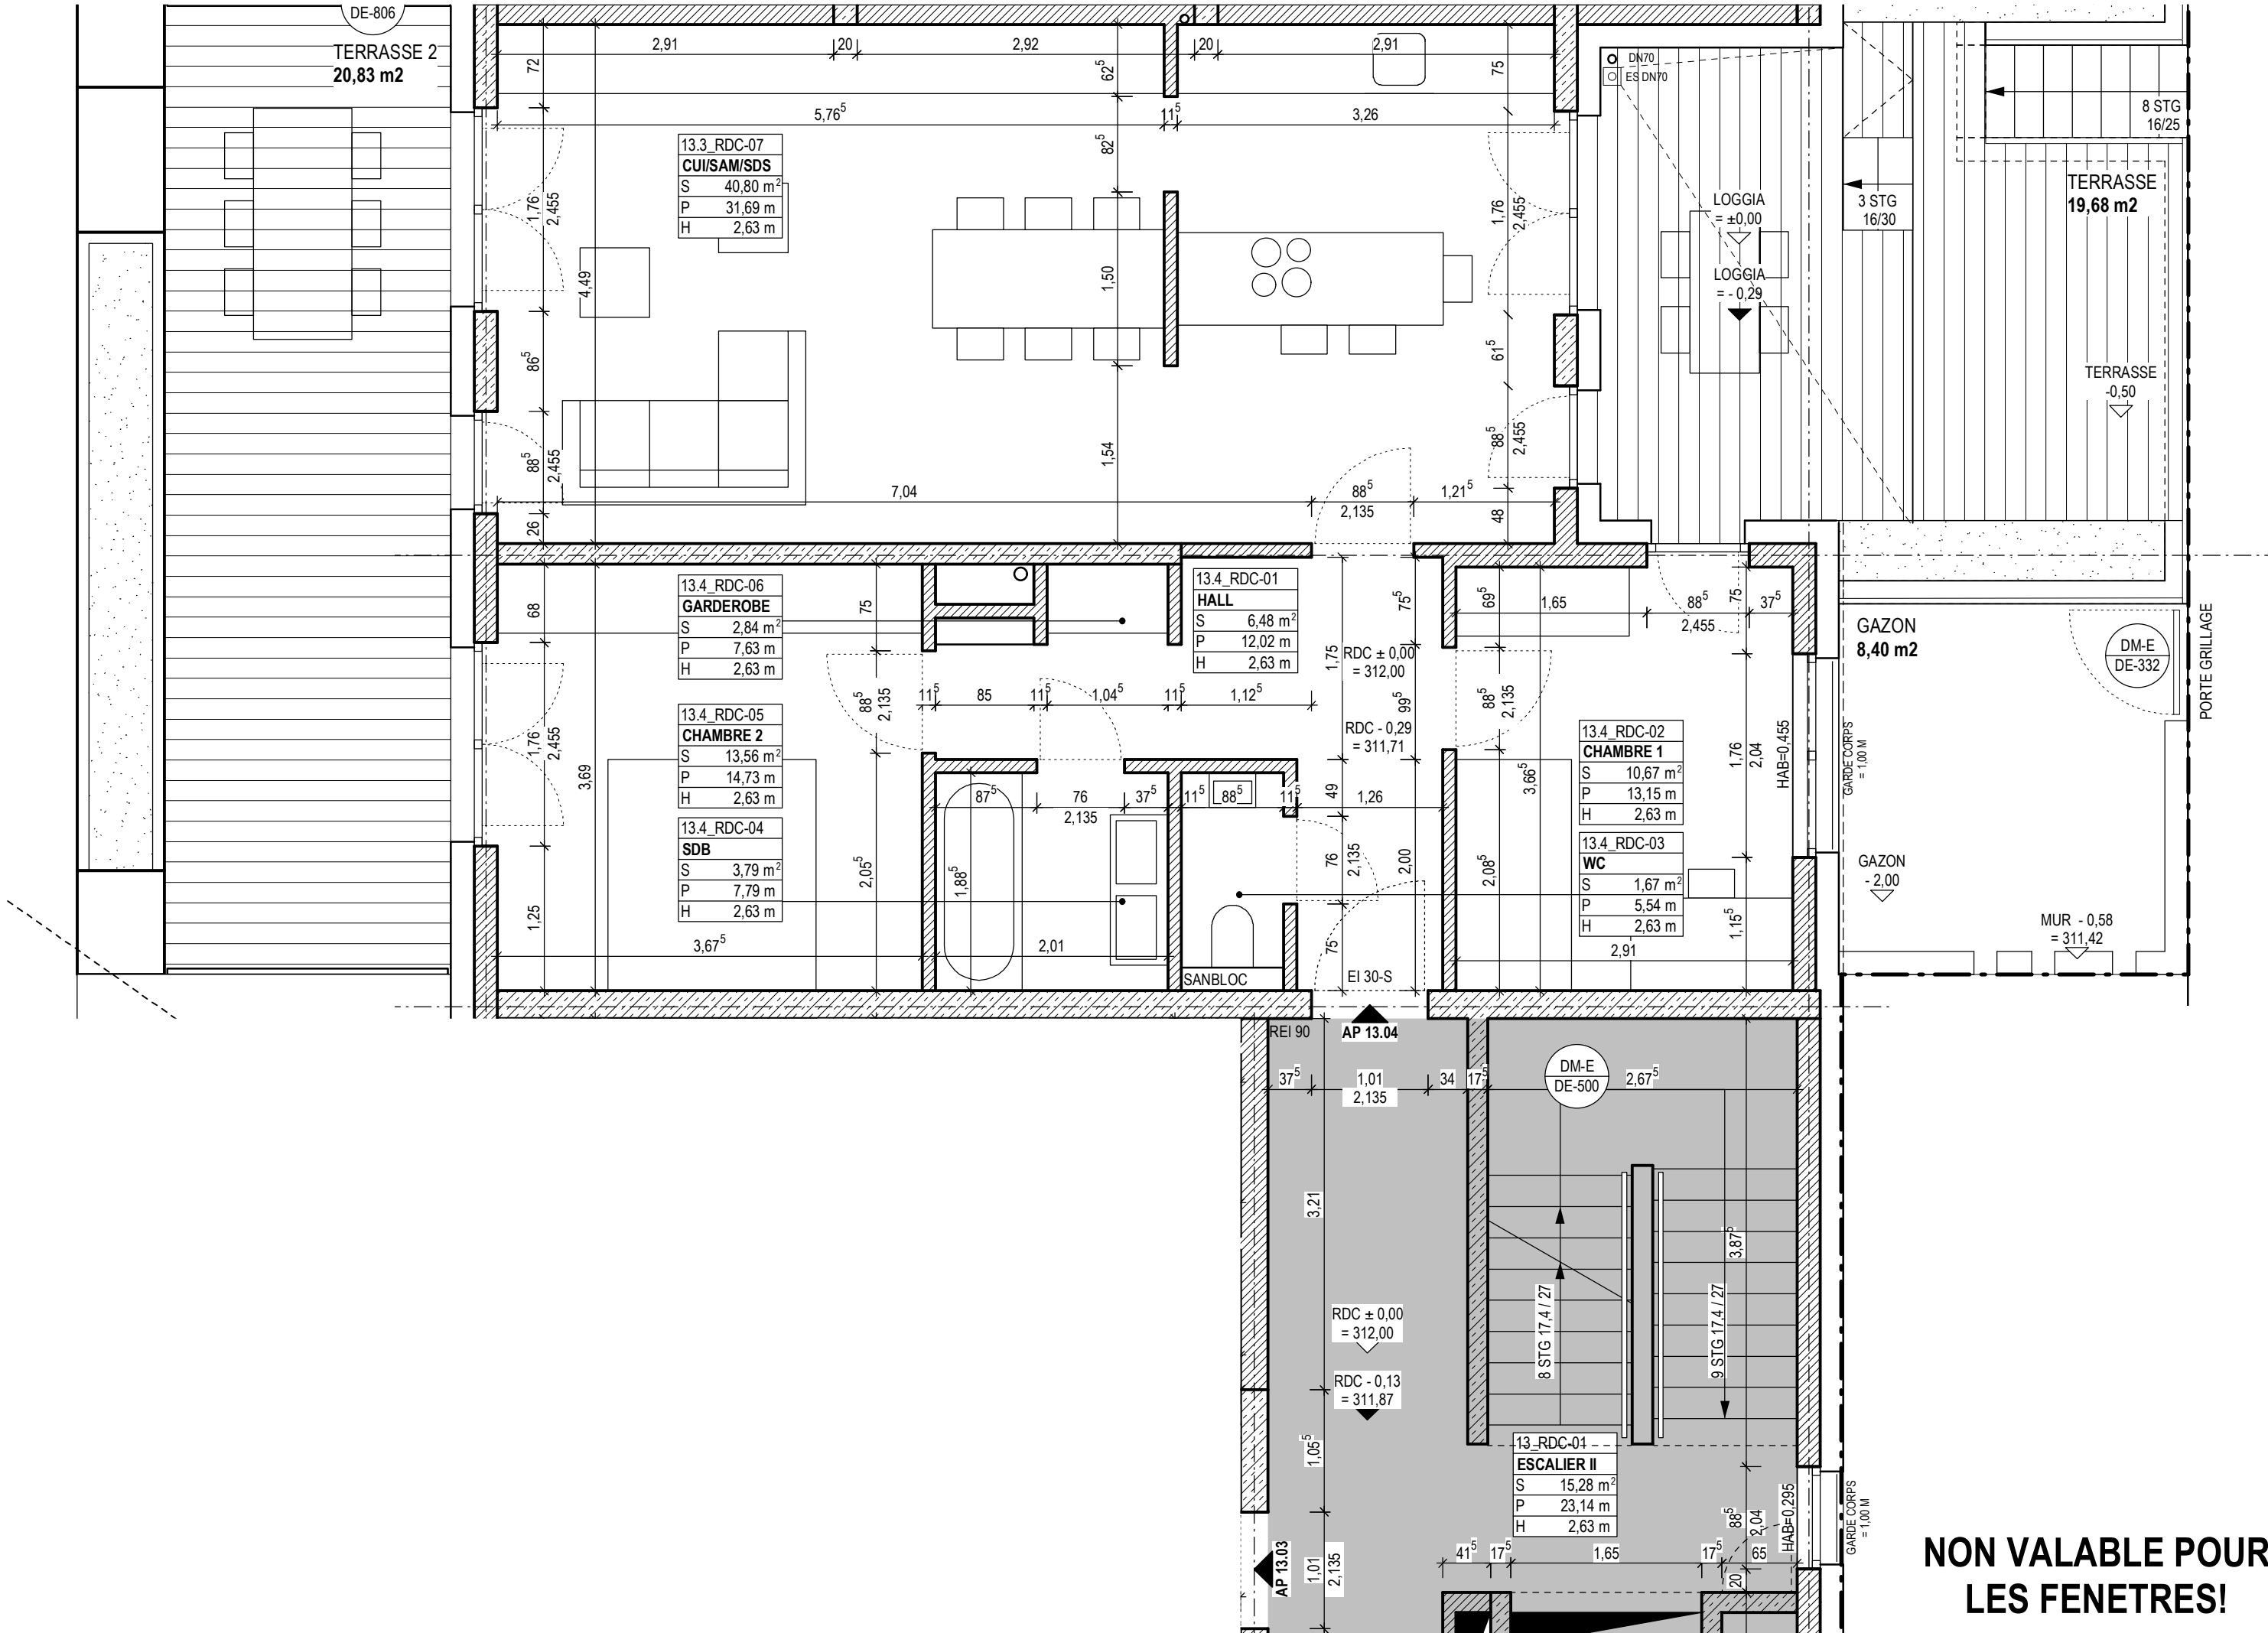 DE-806
TERRASSE 2
20,83 m2
2,91
20
2,92
20
2,91
72
62⁵
75
5,76⁵
11⁵
3,26
DN70
ES DN70
8 STG
16/25
13.3_RDC-07
CUI/SAM/SDS
S 40,80 m²
P 31,69 m
H 2,63 m
82⁵
1,76
2,455
4,49
1,50
1,76
2,455
LOGGIA
= ±0,00
LOGGIA
= - 0,29
3 STG
16/30
TERRASSE
19,68 m2
TERRASSE
-0,50
86⁵
61⁵
88⁵
2,455
1,54
88⁵
2,455
7,04
88⁵
2,135
1,21⁵
26
48
13.4_RDC-06
GARDEROBE
S 2,84 m²
P 7,63 m
H 2,63 m
13.4_RDC-01
HALL
S 6,48 m²
P 12,02 m
H 2,63 m
68
75
75⁵
69⁵
1,65
88⁵
2,455
75
37⁵
GAZON
8,40 m2
DM-E
DE-332
PORTE GRILLAGE
1,75
RDC ± 0,00
= 312,00
99⁵
RDC - 0,29
= 311,71
88⁵
2,135
11⁵
85
11⁵
1,04⁵
11⁵
1,12⁵
88⁵
2,135
13.4_RDC-05
CHAMBRE 2
S 13,56 m²
P 14,73 m
H 2,63 m
1,76
2,455
3,69
13.4_RDC-02
CHAMBRE 1
S 10,67 m²
P 13,15 m
H 2,63 m
3,66⁵
1,76
2,04
HAB=0,455
GARDE CORPS
= 1,00 M
87⁵
76
2,135
37⁵
11⁵
88⁵
11⁵
49
1,26
13.4_RDC-04
SDB
S 3,79 m²
P 7,79 m
H 2,63 m
13.4_RDC-03
WC
S 1,67 m²
P 5,54 m
H 2,63 m
1,25
2,05⁵
1,88⁵
76
2,135
2,00
2,08⁵
1,15⁵
GAZON
- 2,00
MUR - 0,58
= 311,42
3,67⁵
2,01
75
2,91
SANBLOC
EI 30-S
REI 90
AP 13.04
37⁵
1,01
2,135
34
17⁵
DM-E
DE-500
2,67⁵
3,21
3,87⁵
8 STG 17,4 / 27
9 STG 17,4 / 27
RDC ± 0,00
= 312,00
RDC - 0,13
= 311,87
1,05⁵
13_RDC-01
ESCALIER II
S 15,28 m²
P 23,14 m
H 2,63 m
88⁵
2,04
HAB=0,295
GARDE CORPS
= 1,00 M
41⁵
17⁵
1,65
17⁵
65
20
AP 13.03
1,01
2,135
NON VALABLE POUR
LES FENETRES!